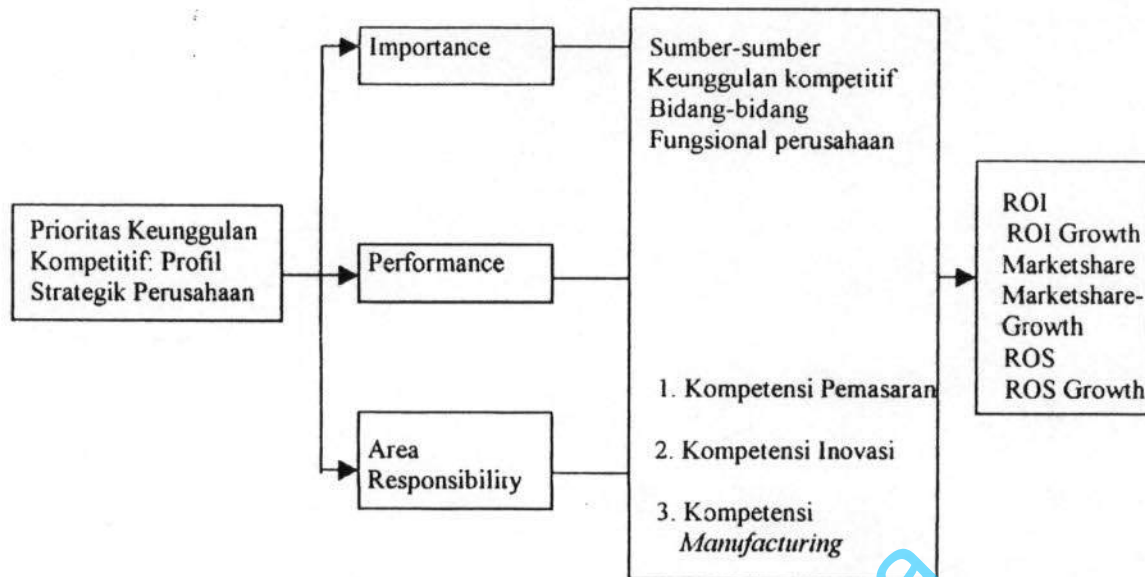 Importance
Sumber-sumber
Keunggulan kompetitif
Bidang-bidang
Fungsional perusahaan
Prioritas Keunggulan
Kompetitif: Profil
Strategik Perusahaan
Performance
ROI
ROI Growth
Marketshare
Marketshare-
Growth
ROS
ROS Growth
1. Kompetensi Pemasaran
Area
Responsibility
2. Kompetensi Inovasi
3. Kompetensi
Manufacturing